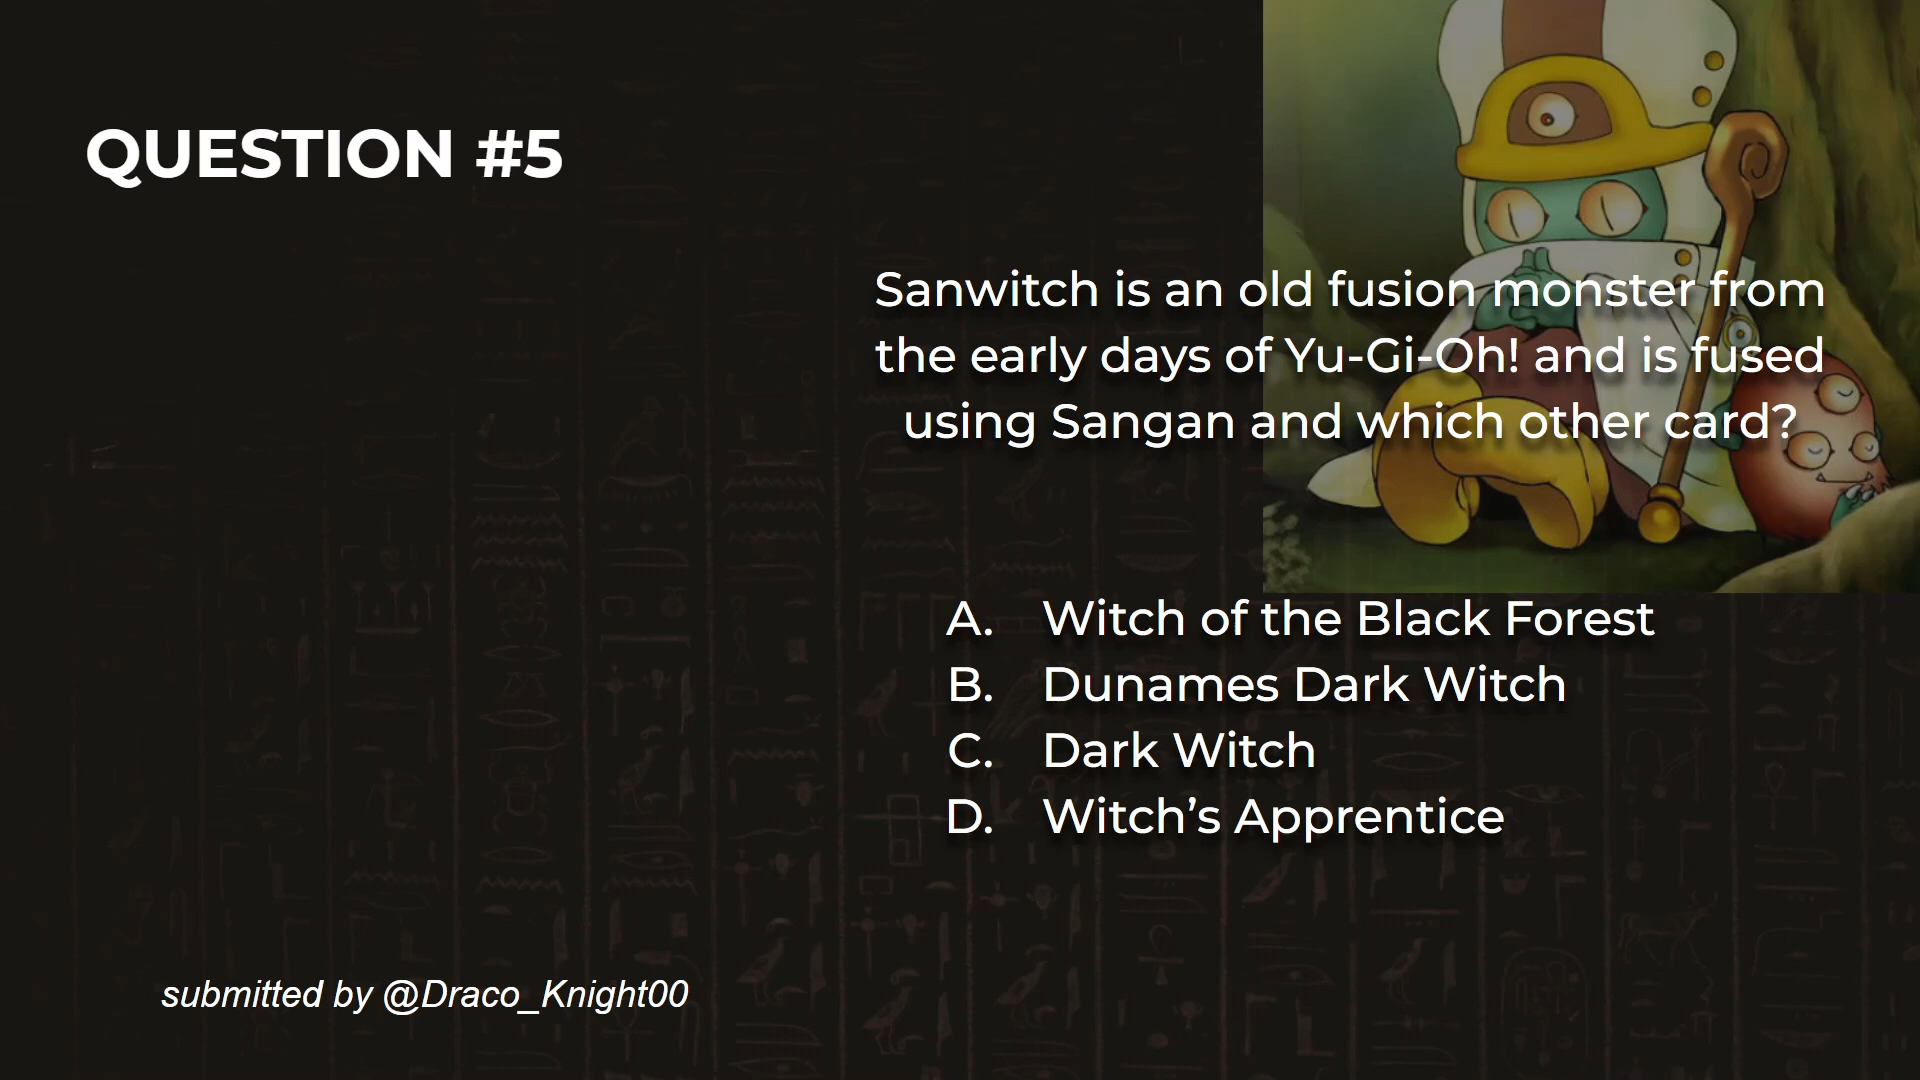 QUESTION #5
Sanwitch is an old fusion monster from
the early days of Yu-Gi-Oh! and is fused
using Sangan and which other card?
A. Witch of the Black Forest
B. Dunames Dark Witch
C. Dark Witch
D. Witch’s Apprentice
submitted by @Draco_Knight00